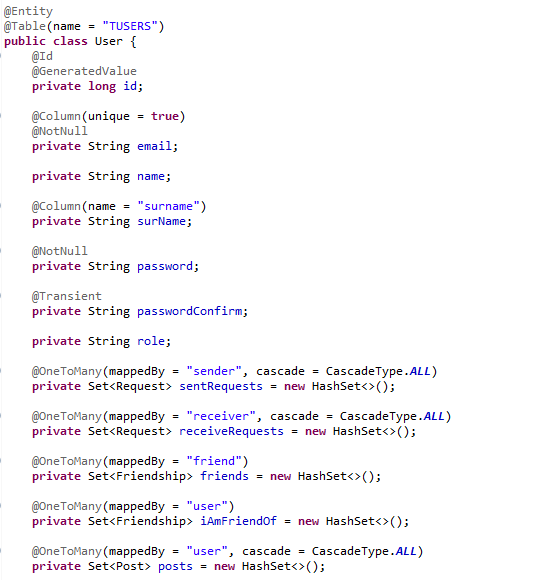 @Entity
@Table(name = "TUSERS")
public class User {
@Id
@GeneratedValue
private long id;
@Column(unique = true)
@NotNull
private String email;
private String name;
@Column(name = "surname")
private String surName;
@NotNull
private String password;
@Transient
private String passwordConfirm;
private String role;
@OneToMany(mappedBy = "sender", cascade = CascadeType.ALL)
private Set<Request> sentRequests = new HashSet<>();
@OneToMany(mappedBy = "receiver", cascade = CascadeType.ALL)
private Set<Request> receiveRequests = new HashSet<>();
@OneToMany(mappedBy = "friend")
private Set<Friendship> friends = new HashSet<>();
@OneToMany(mappedBy = "user")
private Set<Friendship> iAmFriendOf = new HashSet<>();
@OneToMany(mappedBy = "user", cascade = CascadeType.ALL)
private Set<Post> posts = new HashSet<>();